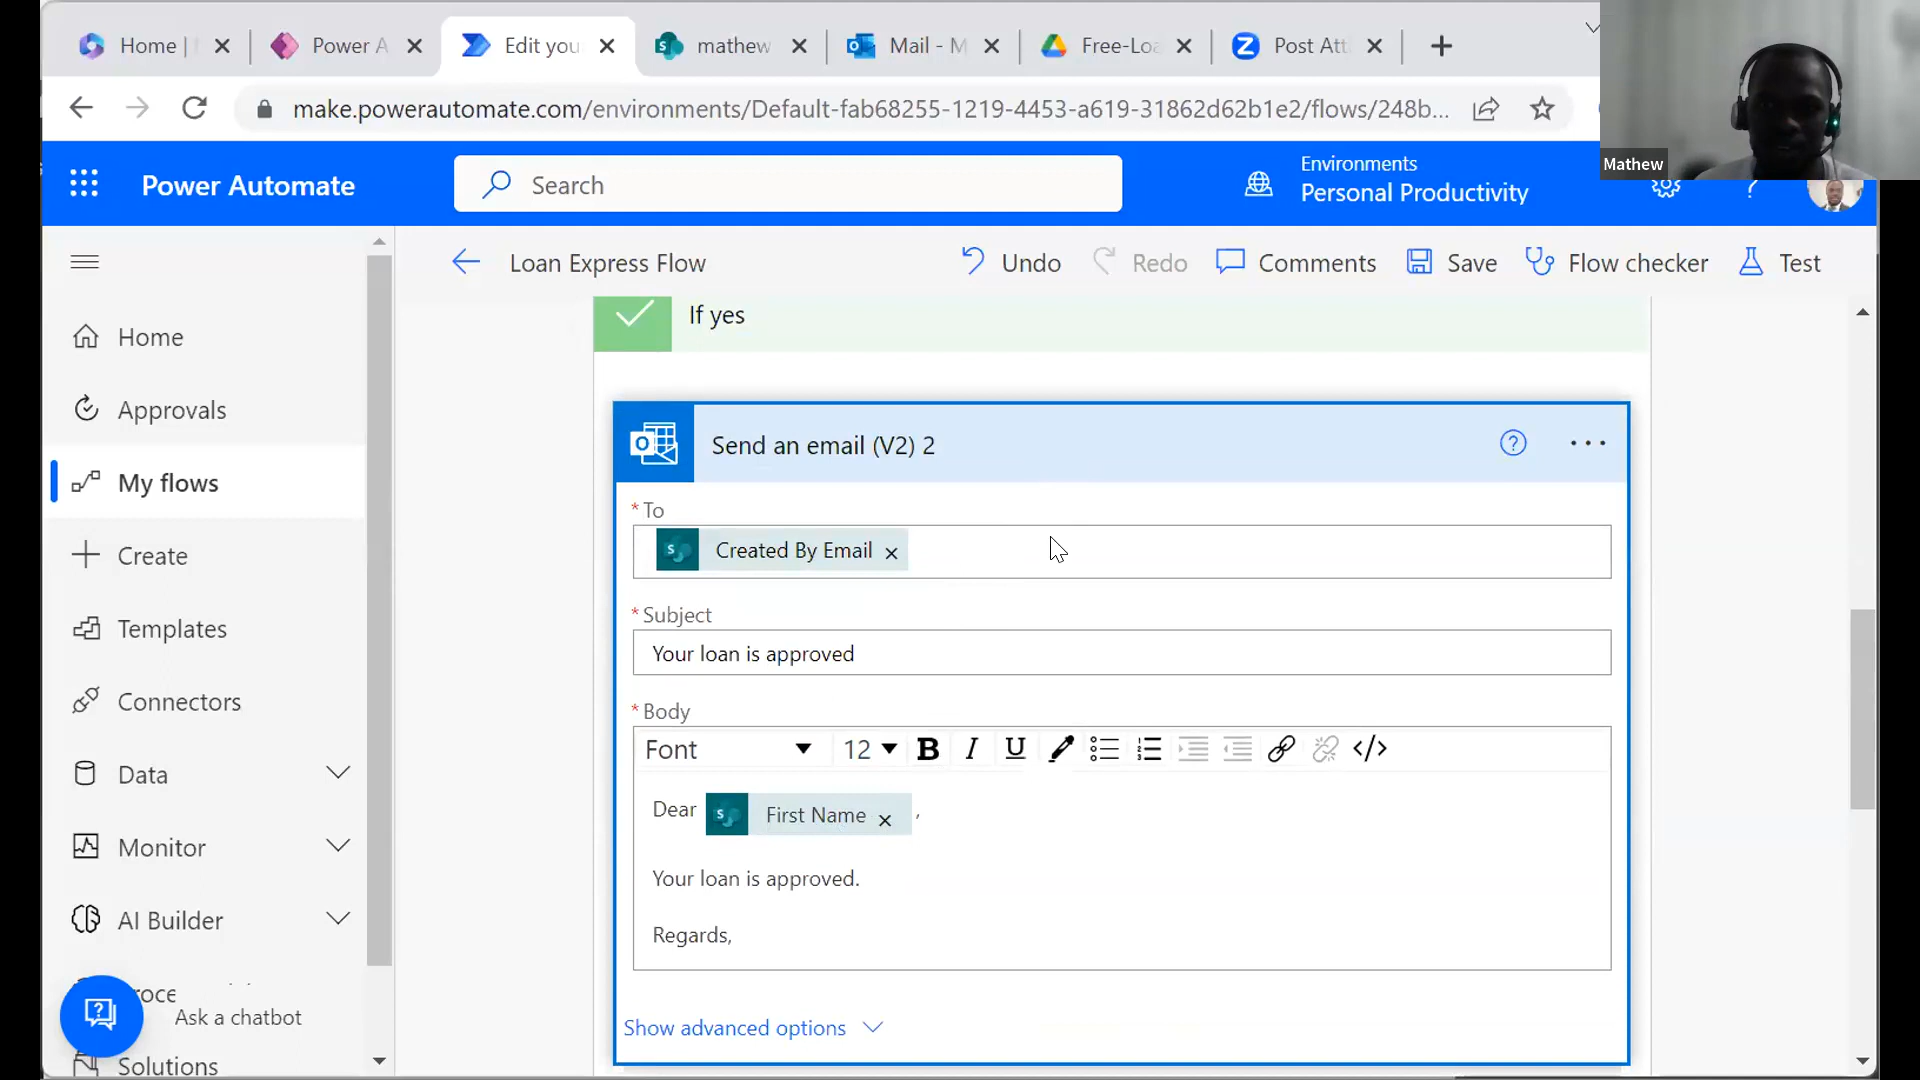 Home |
Power A
Edit you
mathew
Mail - M
Free-Loa
Post Att
make.powerautomate.com/environments/Default-fab68255-1219-4453-a619-31862d62b1e2/flows/248b...
Mathew
Power Automate
Search
Environments
Personal Productivity
?
Loan Express Flow
Undo
Redo
Comments
Save
Flow checker
Test
Home
Approvals
My flows
Create
Templates
Connectors
Data
Monitor
AI Builder
Ask a chatbot
Solutions
If yes
Send an email (V2) 2
* To
Created By Email ×
* Subject
Your loan is approved
* Body
Font
12
B I U </>
Dear First Name × ,
Your loan is approved.
Regards,
Show advanced options